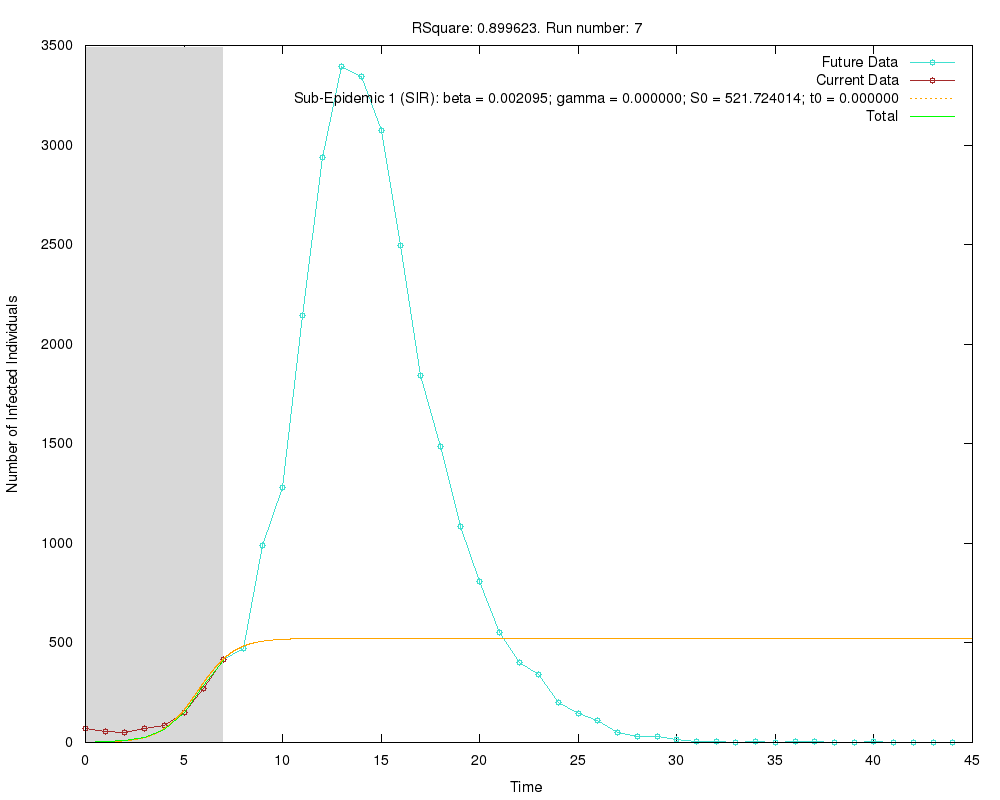 RSquare: 0.899623. Run number: 7
Future Data
Current Data
Sub-Epidemic 1 (SIR): beta = 0.002095; gamma = 0.000000; S0 = 521.724014; t0 = 0.000000
Total
Number of Infected Individuals
3500
3000
2500
2000
1500
1000
500
0
0 5 10 15 20 25 30 35 40 45
Time